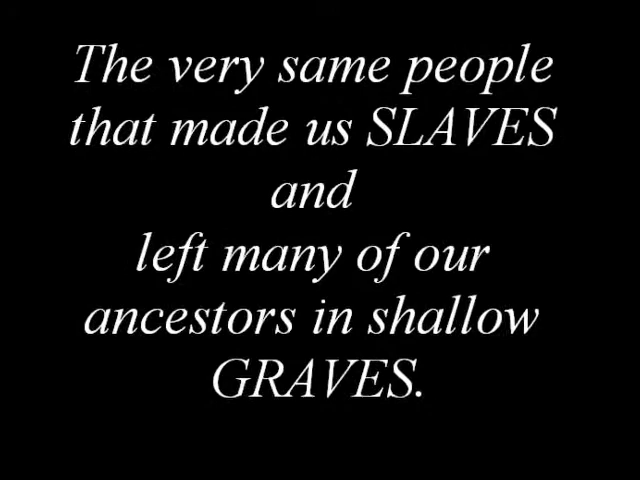 The very same people
that made us SLAVES
and
left many of our
ancestors in shallow
GRAVES.